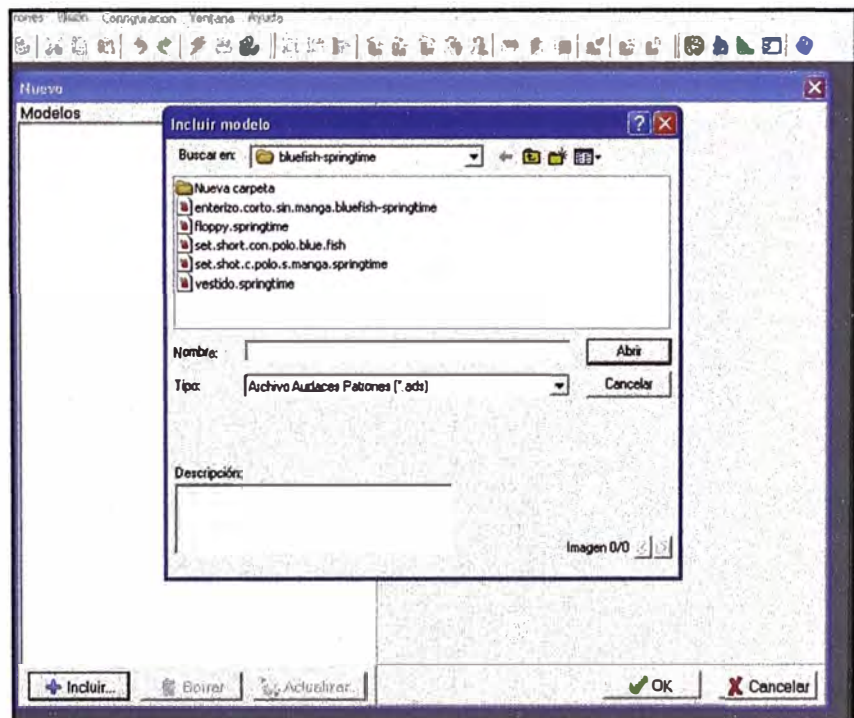 Configuración Ventana Ayuda
Nuevo
Modelos
Incluir modelo
Buscar en: bluefish-springtime
Nueva carpeta
enterizo.corto.sin.manga.bluefish-springtime
floppy.springtime
set.short.con.polo.blue.fish
set.shot.c.polo.s.manga.springtime
vestido.springtime
Nombre: Abrir
Tipo: Archivo Audaces Patrones (*.ads) Cancelar
Descripción:
Imagen 0/0
Incluir... Borrar Actualizar... OK Cancelar